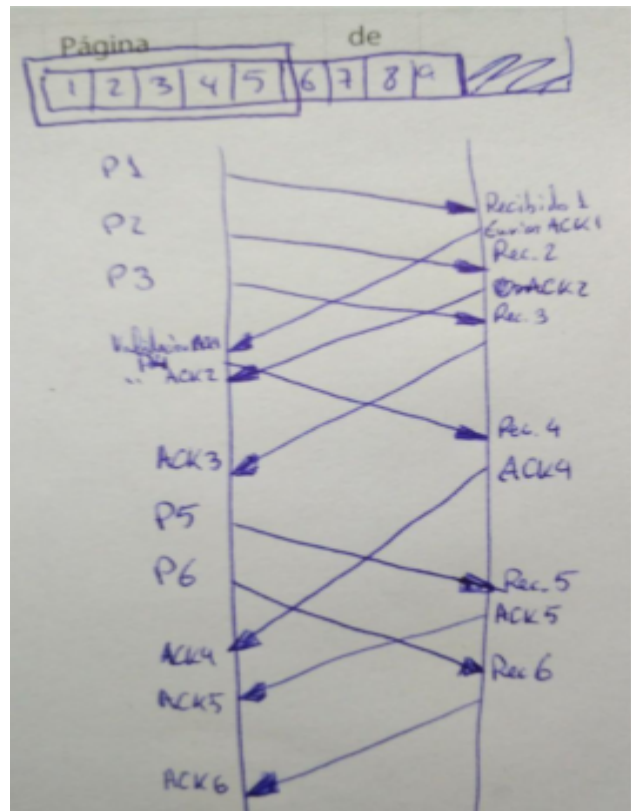 Página de
1 2 3 4 5 6 7 8 9
P1
Recibido 1
Enviar ACK1
P2
Rec. 2
P3
ACK2
Rec. 3
ACK2
Rec. 4
ACK3
ACK4
P5
P6
Rec. 5
ACK5
ACK4
Rec 6
ACK5
ACK6